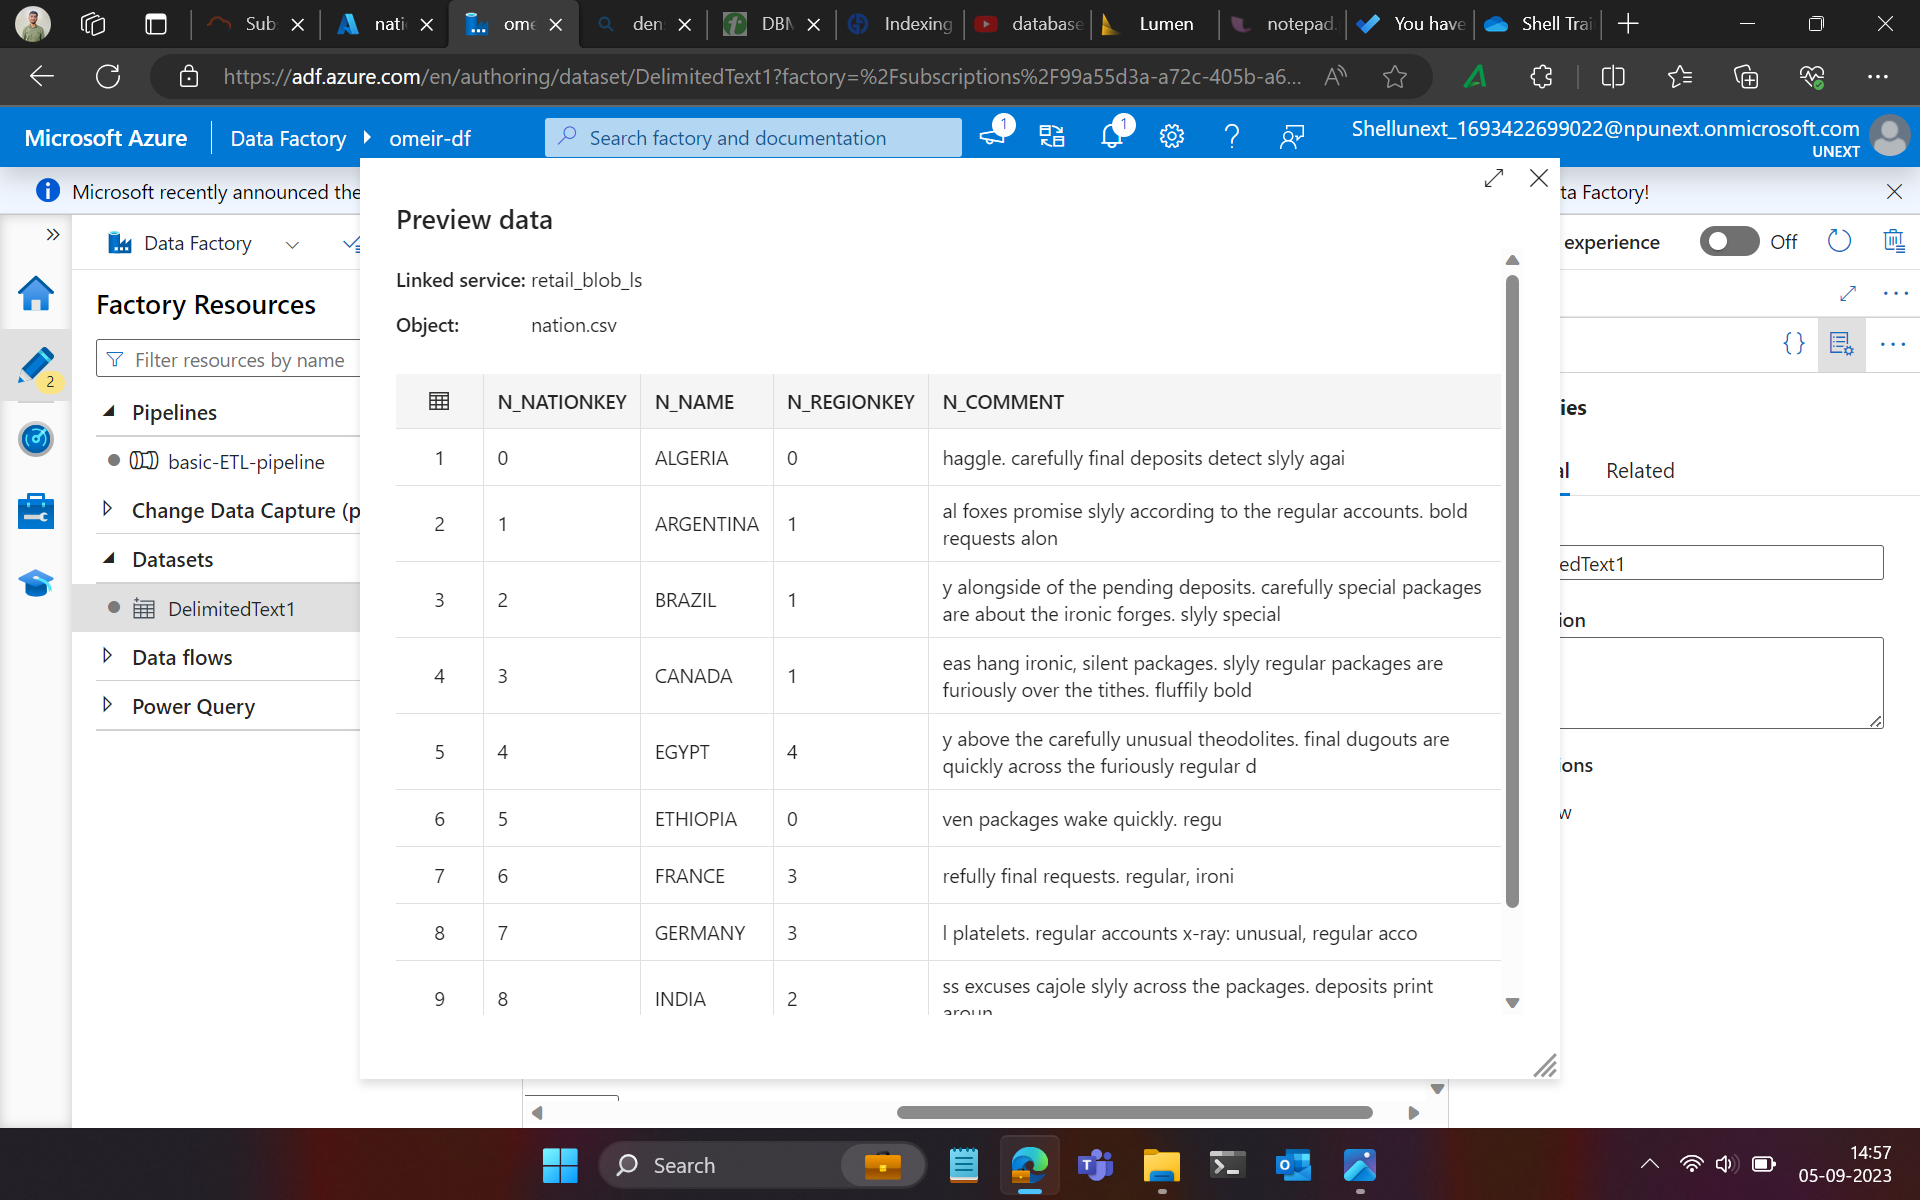 Sub
nati
ome
den
DBM
Indexing
database
Lumen
notepad.
You have
Shell Trai
https://adf.azure.com/en/authoring/dataset/DelimitedText1?factory=%2Fsubscriptions%2F99a55d3a-a72c-405b-a6...
Microsoft Azure
Data Factory
omeir-df
Search factory and documentation
1
1
Shellunext_1693422699022@npunext.onmicrosoft.com
UNEXT
Microsoft recently announced the
ta Factory!
Data Factory
experience
Off
Factory Resources
Filter resources by name
2
Pipelines
basic-ETL-pipeline
Change Data Capture (p
Datasets
DelimitedText1
Data flows
Power Query
Preview data
Linked service: retail_blob_ls
Object: nation.csv
N_NATIONKEY N_NAME N_REGIONKEY N_COMMENT
1 0 ALGERIA 0 haggle. carefully final deposits detect slyly agai
2 1 ARGENTINA 1 al foxes promise slyly according to the regular accounts. bold
requests alon
3 2 BRAZIL 1 y alongside of the pending deposits. carefully special packages
are about the ironic forges. slyly special
4 3 CANADA 1 eas hang ironic, silent packages. slyly regular packages are
furiously over the tithes. fluffily bold
5 4 EGYPT 4 y above the carefully unusual theodolites. final dugouts are
quickly across the furiously regular d
6 5 ETHIOPIA 0 ven packages wake quickly. regu
7 6 FRANCE 3 refully final requests. regular, ironi
8 7 GERMANY 3 l platelets. regular accounts x-ray: unusual, regular acco
9 8 INDIA 2 ss excuses cajole slyly across the packages. deposits print
aroun
{}
ies
al
Related
edText1
ion
ons
w
Search
14:57
05-09-2023